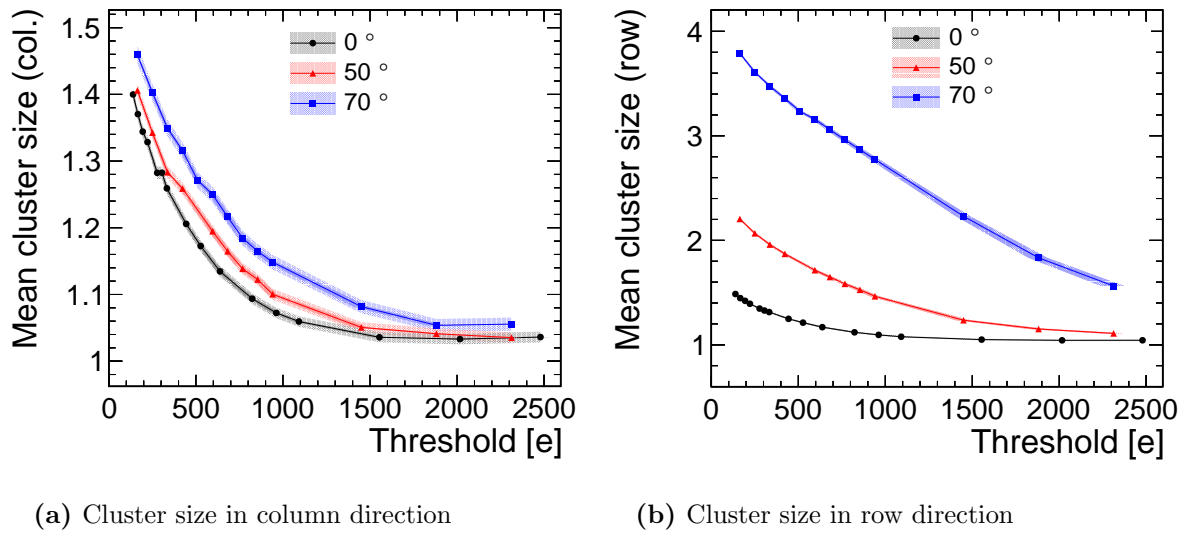 Mean cluster size (col.)
1.5
1.4
1.3
1.2
1.1
1
0 °
50 °
70 °
0 500 1000 1500 2000 2500
Threshold [e]
Mean cluster size (row)
4
3
2
1
0 °
50 °
70 °
0 500 1000 1500 2000 2500
Threshold [e]
(a) Cluster size in column direction
(b) Cluster size in row direction